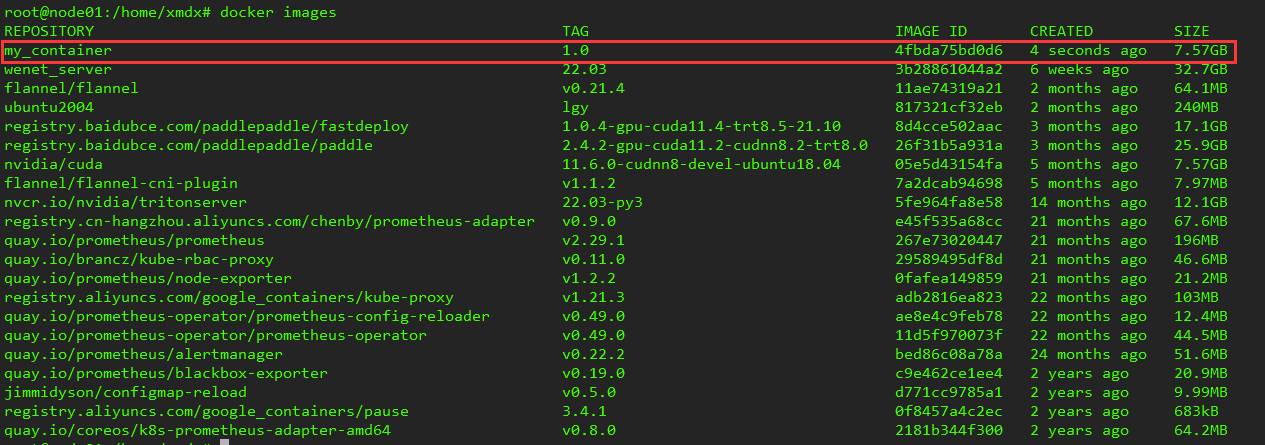 root@node01:/home/xmdx# docker images
REPOSITORY TAG IMAGE ID CREATED SIZE
my_container 1.0 4fbda75bd0d6 4 seconds ago 7.57GB
wenet_server 22.03 3b28861044a2 6 weeks ago 32.7GB
flannel/flannel v0.21.4 11ae74319a21 2 months ago 64.1MB
ubuntu2004 lgy 817321cf32eb 2 months ago 240MB
registry.baidubce.com/paddlepaddle/fastdeploy 1.0.4-gpu-cuda11.4-trt8.5-21.10 8d4cce502aac 3 months ago 17.1GB
registry.baidubce.com/paddlepaddle/paddle 2.4.2-gpu-cuda11.2-cudnn8.2-trt8.0 26f31b5a931a 3 months ago 25.9GB
nvidia/cuda 11.6.0-cudnn8-devel-ubuntu18.04 05e5d43154fa 5 months ago 7.57GB
flannel/flannel-cni-plugin v1.1.2 7a2dcab94698 5 months ago 7.97MB
nvcr.io/nvidia/tritonserver 22.03-py3 5fe964fa8e58 14 months ago 12.1GB
registry.cn-hangzhou.aliyuncs.com/chenby/prometheus-adapter v0.9.0 e45f535a68cc 21 months ago 67.6MB
quay.io/prometheus/prometheus v2.29.1 267e73020447 21 months ago 196MB
quay.io/brancz/kube-rbac-proxy v0.11.0 29589495df8d 21 months ago 46.6MB
quay.io/prometheus/node-exporter v1.2.2 0fafea149859 21 months ago 21.2MB
registry.aliyuncs.com/google_containers/kube-proxy v1.21.3 adb2816ea823 22 months ago 103MB
quay.io/prometheus-operator/prometheus-config-reloader v0.49.0 ae8e4c9feb78 22 months ago 12.4MB
quay.io/prometheus-operator/prometheus-operator v0.49.0 11d5f970073f 22 months ago 44.5MB
quay.io/prometheus/alertmanager v0.22.2 bed86c08a78a 24 months ago 51.6MB
quay.io/prometheus/blackbox-exporter v0.19.0 c9e462ce1ee4 2 years ago 20.9MB
jimmidyson/configmap-reload v0.5.0 d771cc9785a1 2 years ago 9.99MB
registry.aliyuncs.com/google_containers/pause 3.4.1 0f8457a4c2ec 2 years ago 683kB
quay.io/coreos/k8s-prometheus-adapter-amd64 v0.8.0 2181b344f300 2 years ago 64.2MB